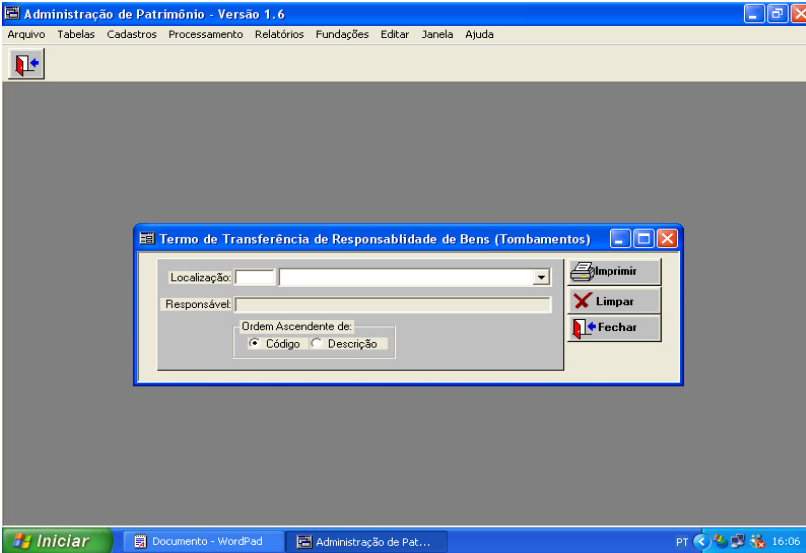 Administração de Patrimônio - Versão 1.6
Arquivo Tabelas Cadastros Processamento Relatórios Fundações Editar Janela Ajuda
Termo de Transferência de Responsablidade de Bens (Tombamentos)
Localização:
Imprimir
Responsável:
Limpar
Ordem Ascendente de:
Fechar
Código Descrição
Iniciar Documento - WordPad Administração de Pat... PT 16:06